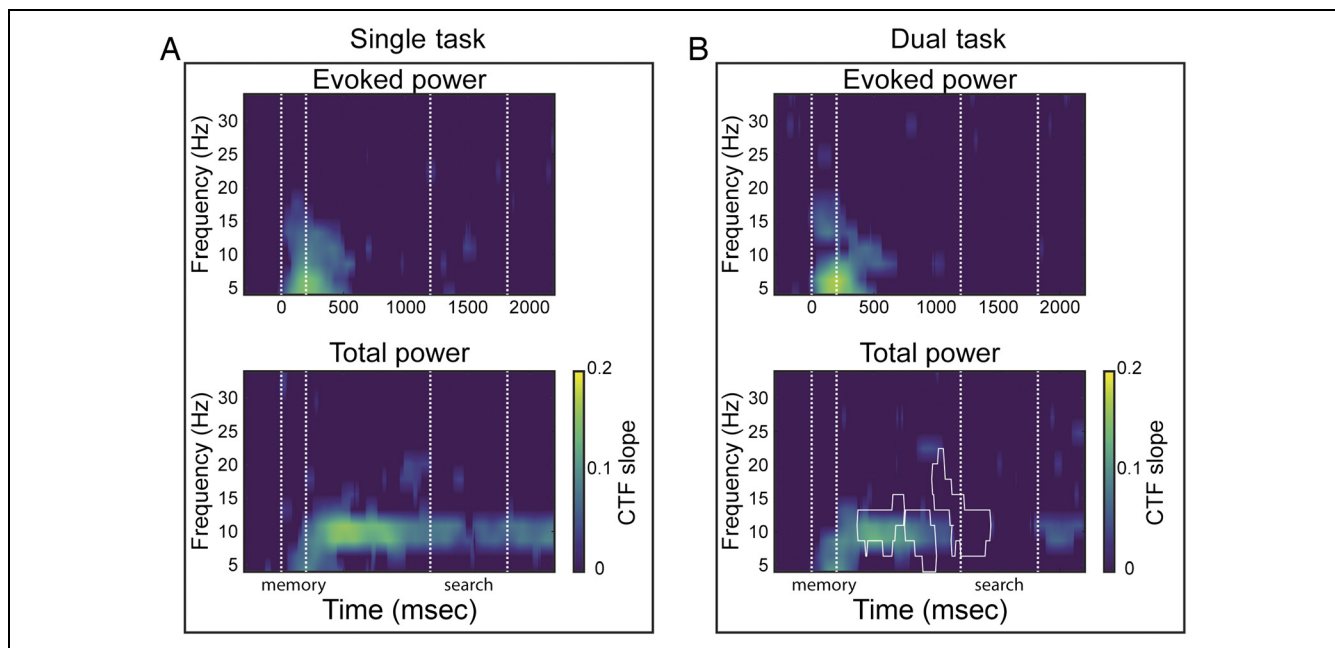 A
Single task
Evoked power
Frequency (Hz)
30
25
20
15
10
5
0 500 1000 1500 2000
Total power
Frequency (Hz)
30
25
20
15
10
5
memory search
Time (msec)
0.2
0.1
0
CTF slope
B
Dual task
Evoked power
Frequency (Hz)
30
25
20
15
10
5
0 500 1000 1500 2000
Total power
Frequency (Hz)
30
25
20
15
10
5
memory search
Time (msec)
0.2
0.1
0
CTF slope